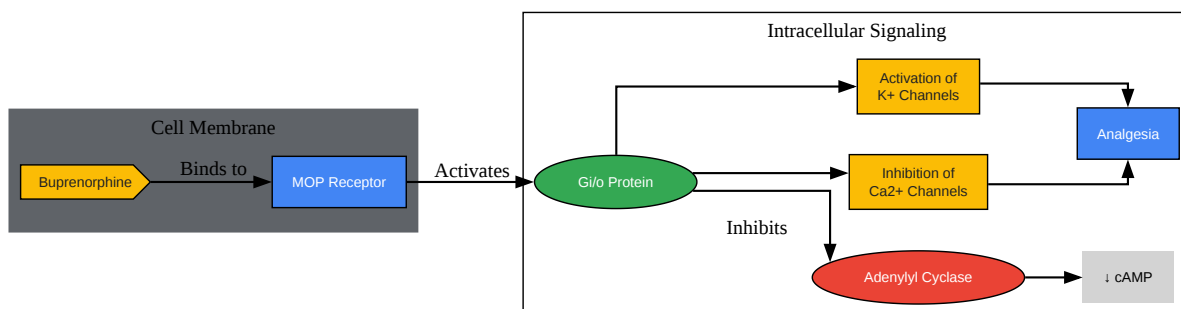 Intracellular Signaling
Activation of
K+ Channels
Cell Membrane
Analgesia
Buprenorphine
Binds to
MOP Receptor
Activates
Gi/o Protein
Inhibition of
Ca2+ Channels
Inhibits
Adenylyl Cyclase
↓ cAMP